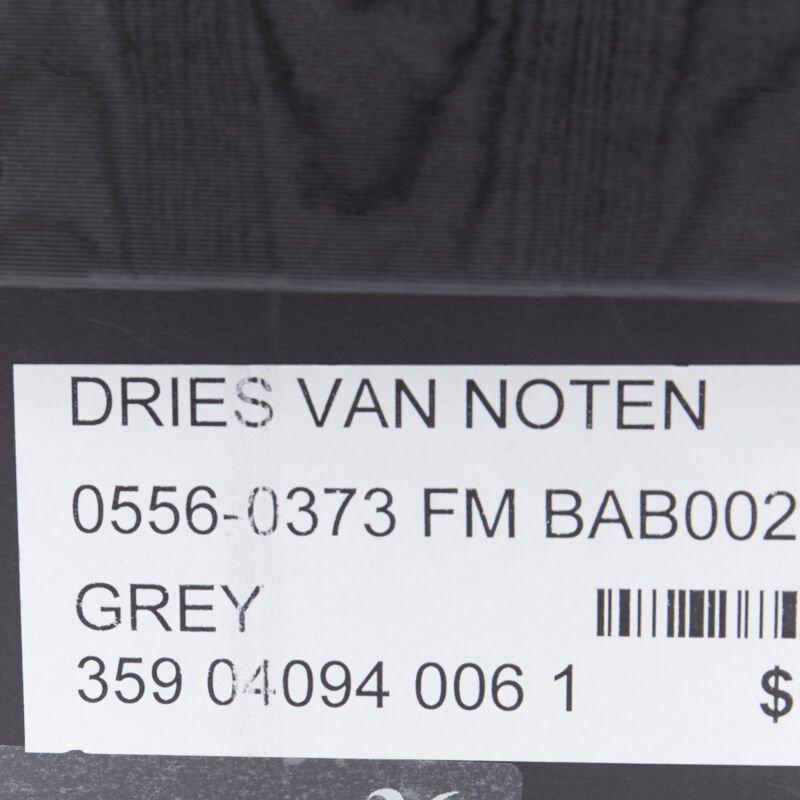 DRIES VAN NOTEN
0556-0373 FM BAB002
GREY
359 04094 006 1
$